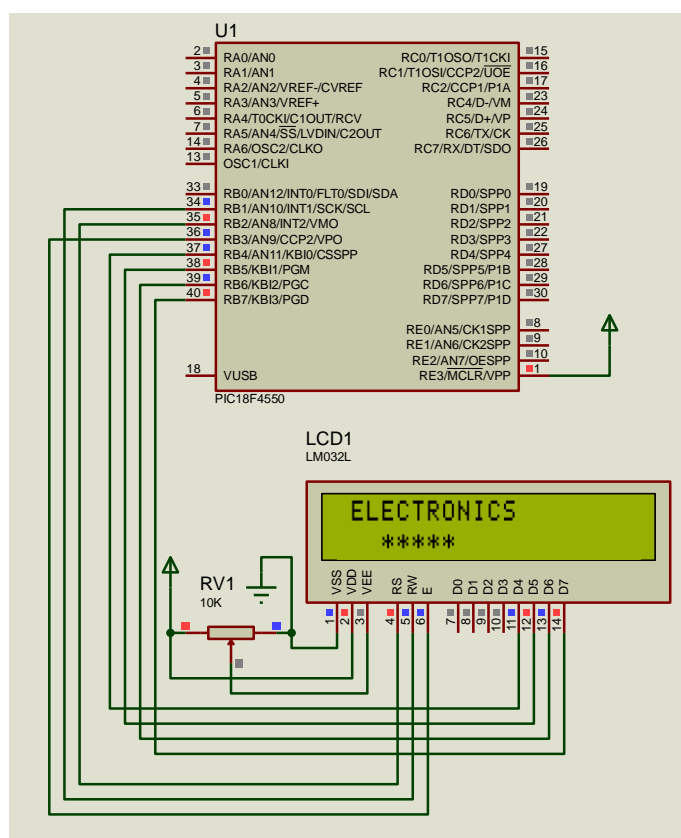 U1
2 RA0/AN0 RC0/T1OSO/T1CKI 15
3 RA1/AN1 RC1/T1OSI/CCP2/UOE 16
4 RA2/AN2/VREF-/CVREF RC2/CCP1/P1A 17
5 RA3/AN3/VREF+ RC4/D-/VM 23
6 RA4/T0CKI/C1OUT/RCV RC5/D+/VP 24
7 RA5/AN4/SS/LVDIN/C2OUT RC6/TX/CK 25
14 RA6/OSC2/CLKO RC7/RX/DT/SDO 26
13 OSC1/CLKI
33 RB0/AN12/INT0/FLT0/SDI/SDA RD0/SPP0 19
34 RB1/AN10/INT1/SCK/SCL RD1/SPP1 20
35 RB2/AN8/INT2/VMO RD2/SPP2 21
36 RB3/AN9/CCP2/VPO RD3/SPP3 22
37 RB4/AN11/KBI0/CSSPP RD4/SPP4 27
38 RB5/KBI1/PGM RD5/SPP5/P1B 28
39 RB6/KBI2/PGC RD6/SPP6/P1C 29
40 RB7/KBI3/PGD RD7/SPP7/P1D 30
RE0/AN5/CK1SPP 8
RE1/AN6/CK2SPP 9
RE2/AN7/OESPP 10
18 VUSB RE3/MCLR/VPP 1
PIC18F4550
LCD1
LM032L
ELECTRONICS
*****
RV1
10K
VSS VDD VEE RS RW E D0 D1 D2 D3 D4 D5 D6 D7
1 2 3 4 5 6 7 8 9 10 11 12 13 14